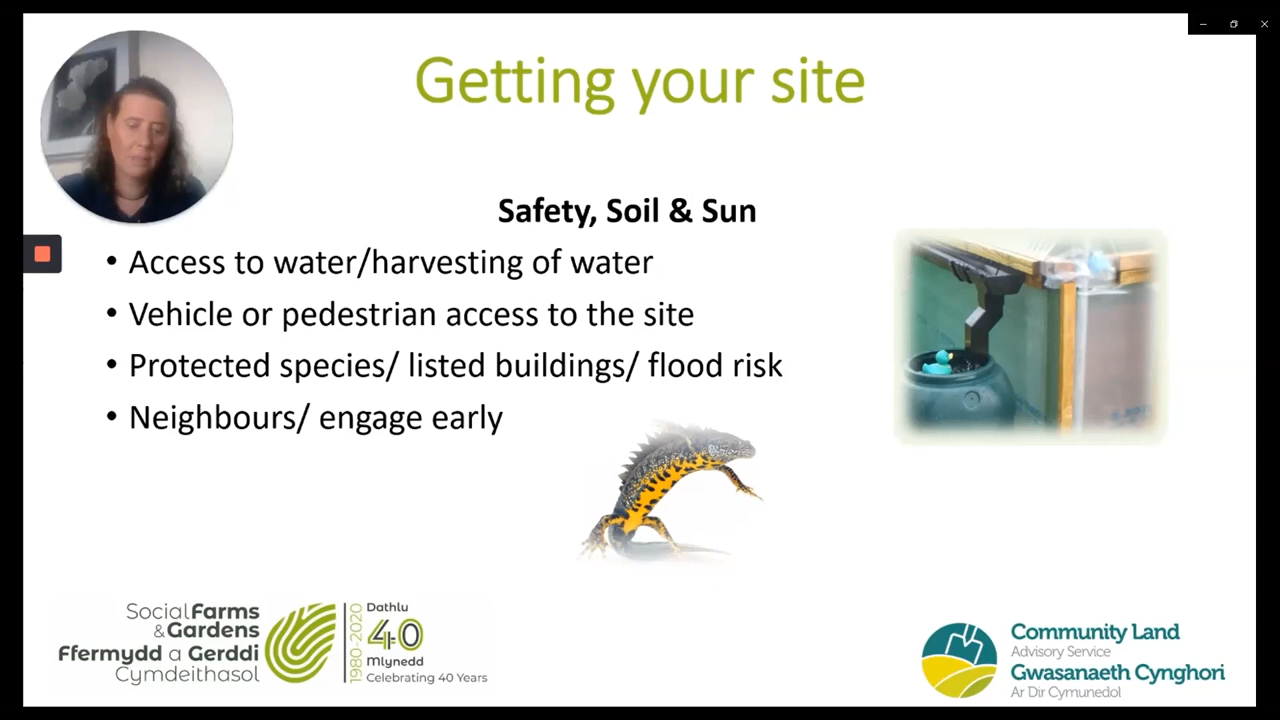 Getting your site
Safety, Soil & Sun
• Access to water/harvesting of water
• Vehicle or pedestrian access to the site
• Protected species/ listed buildings/ flood risk
• Neighbours/ engage early
Social Farms
& Gardens
Ffermydd a Gerddi
Cymdeithasol
1980-2020
Dathlu
40
Mlynedd
Celebrating 40 Years
Community Land
Advisory Service
Gwasanaeth Cynghori
Ar Dir Cymunedol